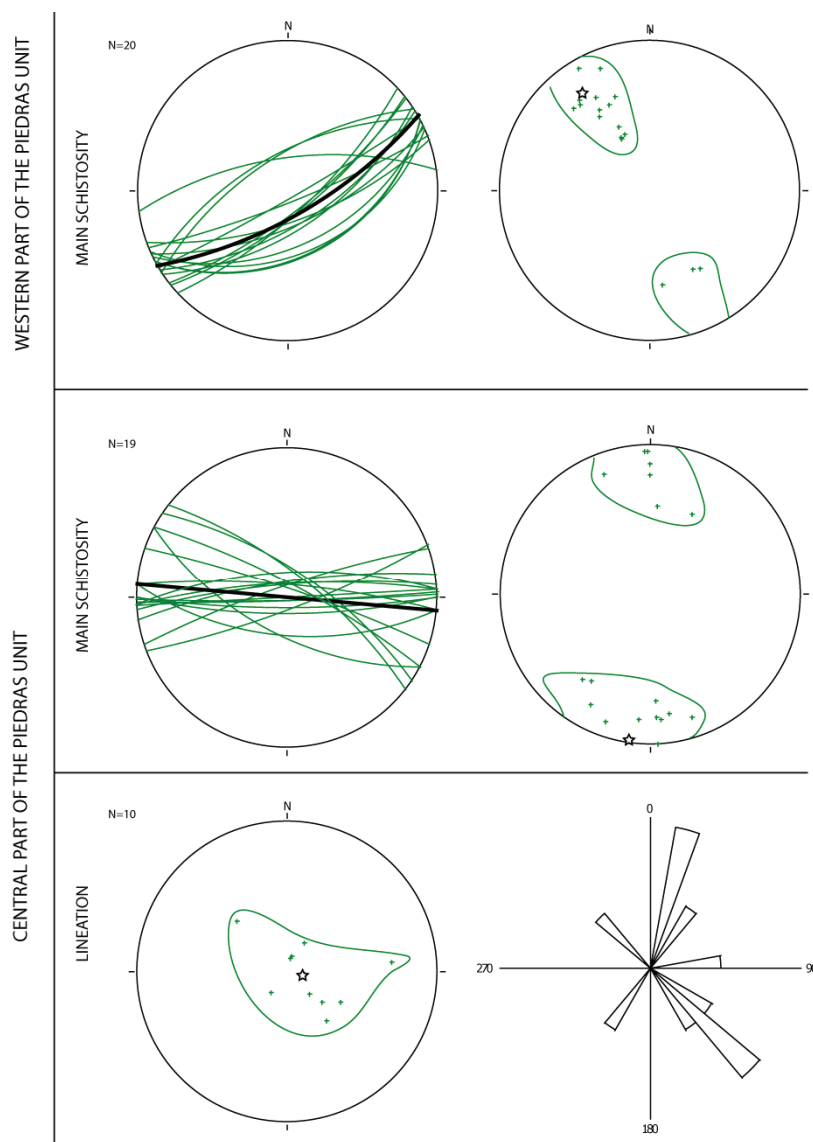 WESTERN PART OF THE PIEDRAS UNIT
MAIN SCHISTOSITY
N=20
N
N
CENTRAL PART OF THE PIEDRAS UNIT
MAIN SCHISTOSITY
N=19
N
N
LINEATION
N=10
N
0
270
9
180